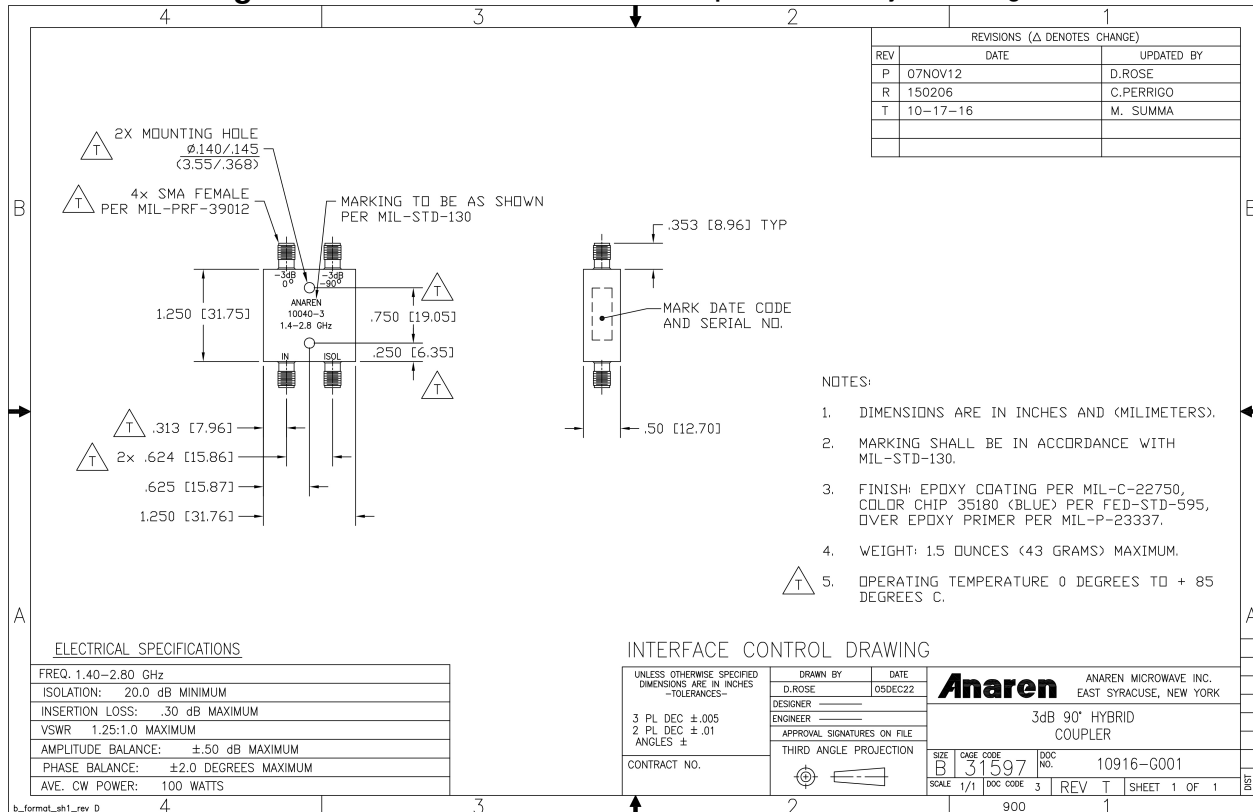 4 3 2 1
REVISIONS (△ DENOTES CHANGE)
REV DATE UPDATED BY
P 07NOV12 D.ROSE
R 150206 C.PERRIGO
T 10-17-16 M. SUMMA
B
T 2X MOUNTING HOLE
Ø.140/.145
(3.55/.368)
T 4x SMA FEMALE
PER MIL-PRF-39012
MARKING TO BE AS SHOWN
PER MIL-STD-130
-3dB
0°
-3dB
-90°
ANAREN
10040-3
1.4-2.8 GHz
IN
ISOL
1.250 [31.75]
T
.750 [19.05]
.250 [6.35]
T
T .313 [7.96]
T 2x .624 [15.86]
.625 [15.87]
1.250 [31.76]
.353 [8.96] TYP
MARK DATE CODE
AND SERIAL NO.
.50 [12.70]
NOTES:
1. DIMENSIONS ARE IN INCHES AND (MILIMETERS).
2. MARKING SHALL BE IN ACCORDANCE WITH
MIL-STD-130.
3. FINISH: EPOXY COATING PER MIL-C-22750,
COLOR CHIP 35180 (BLUE) PER FED-STD-595,
OVER EPOXY PRIMER PER MIL-P-23337.
4. WEIGHT: 1.5 OUNCES (43 GRAMS) MAXIMUM.
T 5. OPERATING TEMPERATURE 0 DEGREES TO + 85
DEGREES C.
A
A
ELECTRICAL SPECIFICATIONS
FREQ. 1.40-2.80 GHz
ISOLATION: 20.0 dB MINIMUM
INSERTION LOSS: .30 dB MAXIMUM
VSWR 1.25:1.0 MAXIMUM
AMPLITUDE BALANCE: ±.50 dB MAXIMUM
PHASE BALANCE: ±2.0 DEGREES MAXIMUM
AVE. CW POWER: 100 WATTS
INTERFACE CONTROL DRAWING
UNLESS OTHERWISE SPECIFIED
DIMENSIONS ARE IN INCHES
-TOLERANCES-
3 PL DEC ±.005
2 PL DEC ±.01
ANGLES ±
CONTRACT NO.
DRAWN BY DATE
D.ROSE 05DEC22
DESIGNER
ENGINEER
APPROVAL SIGNATURES ON FILE
THIRD ANGLE PROJECTION
Anaren
ANAREN MICROWAVE INC.
EAST SYRACUSE, NEW YORK
3dB 90° HYBRID
COUPLER
SIZE B CAGE CODE 31597 DOC NO. 10916-G001
SCALE 1/1 DOC CODE 3 REV T SHEET 1 OF 1
DIST
b_format_sh1_rev D
4 3 2 900 1